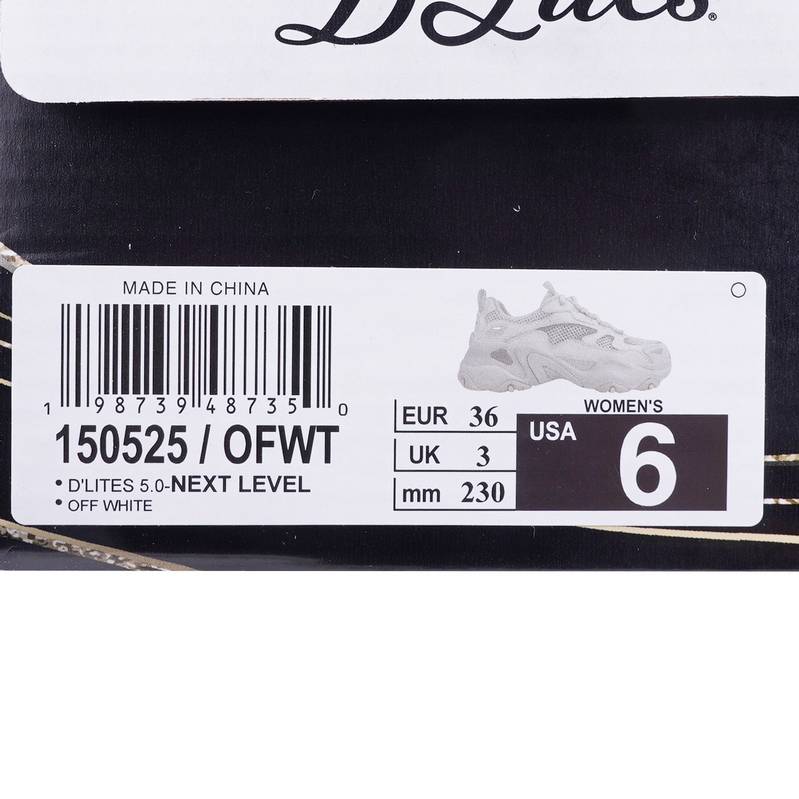 D'Lites®
MADE IN CHINA
1 98739 48735 0
150525 / OFWT
• D'LITES 5.0-NEXT LEVEL
• OFF WHITE
EUR 36
UK 3
mm 230
WOMEN'S
USA 6